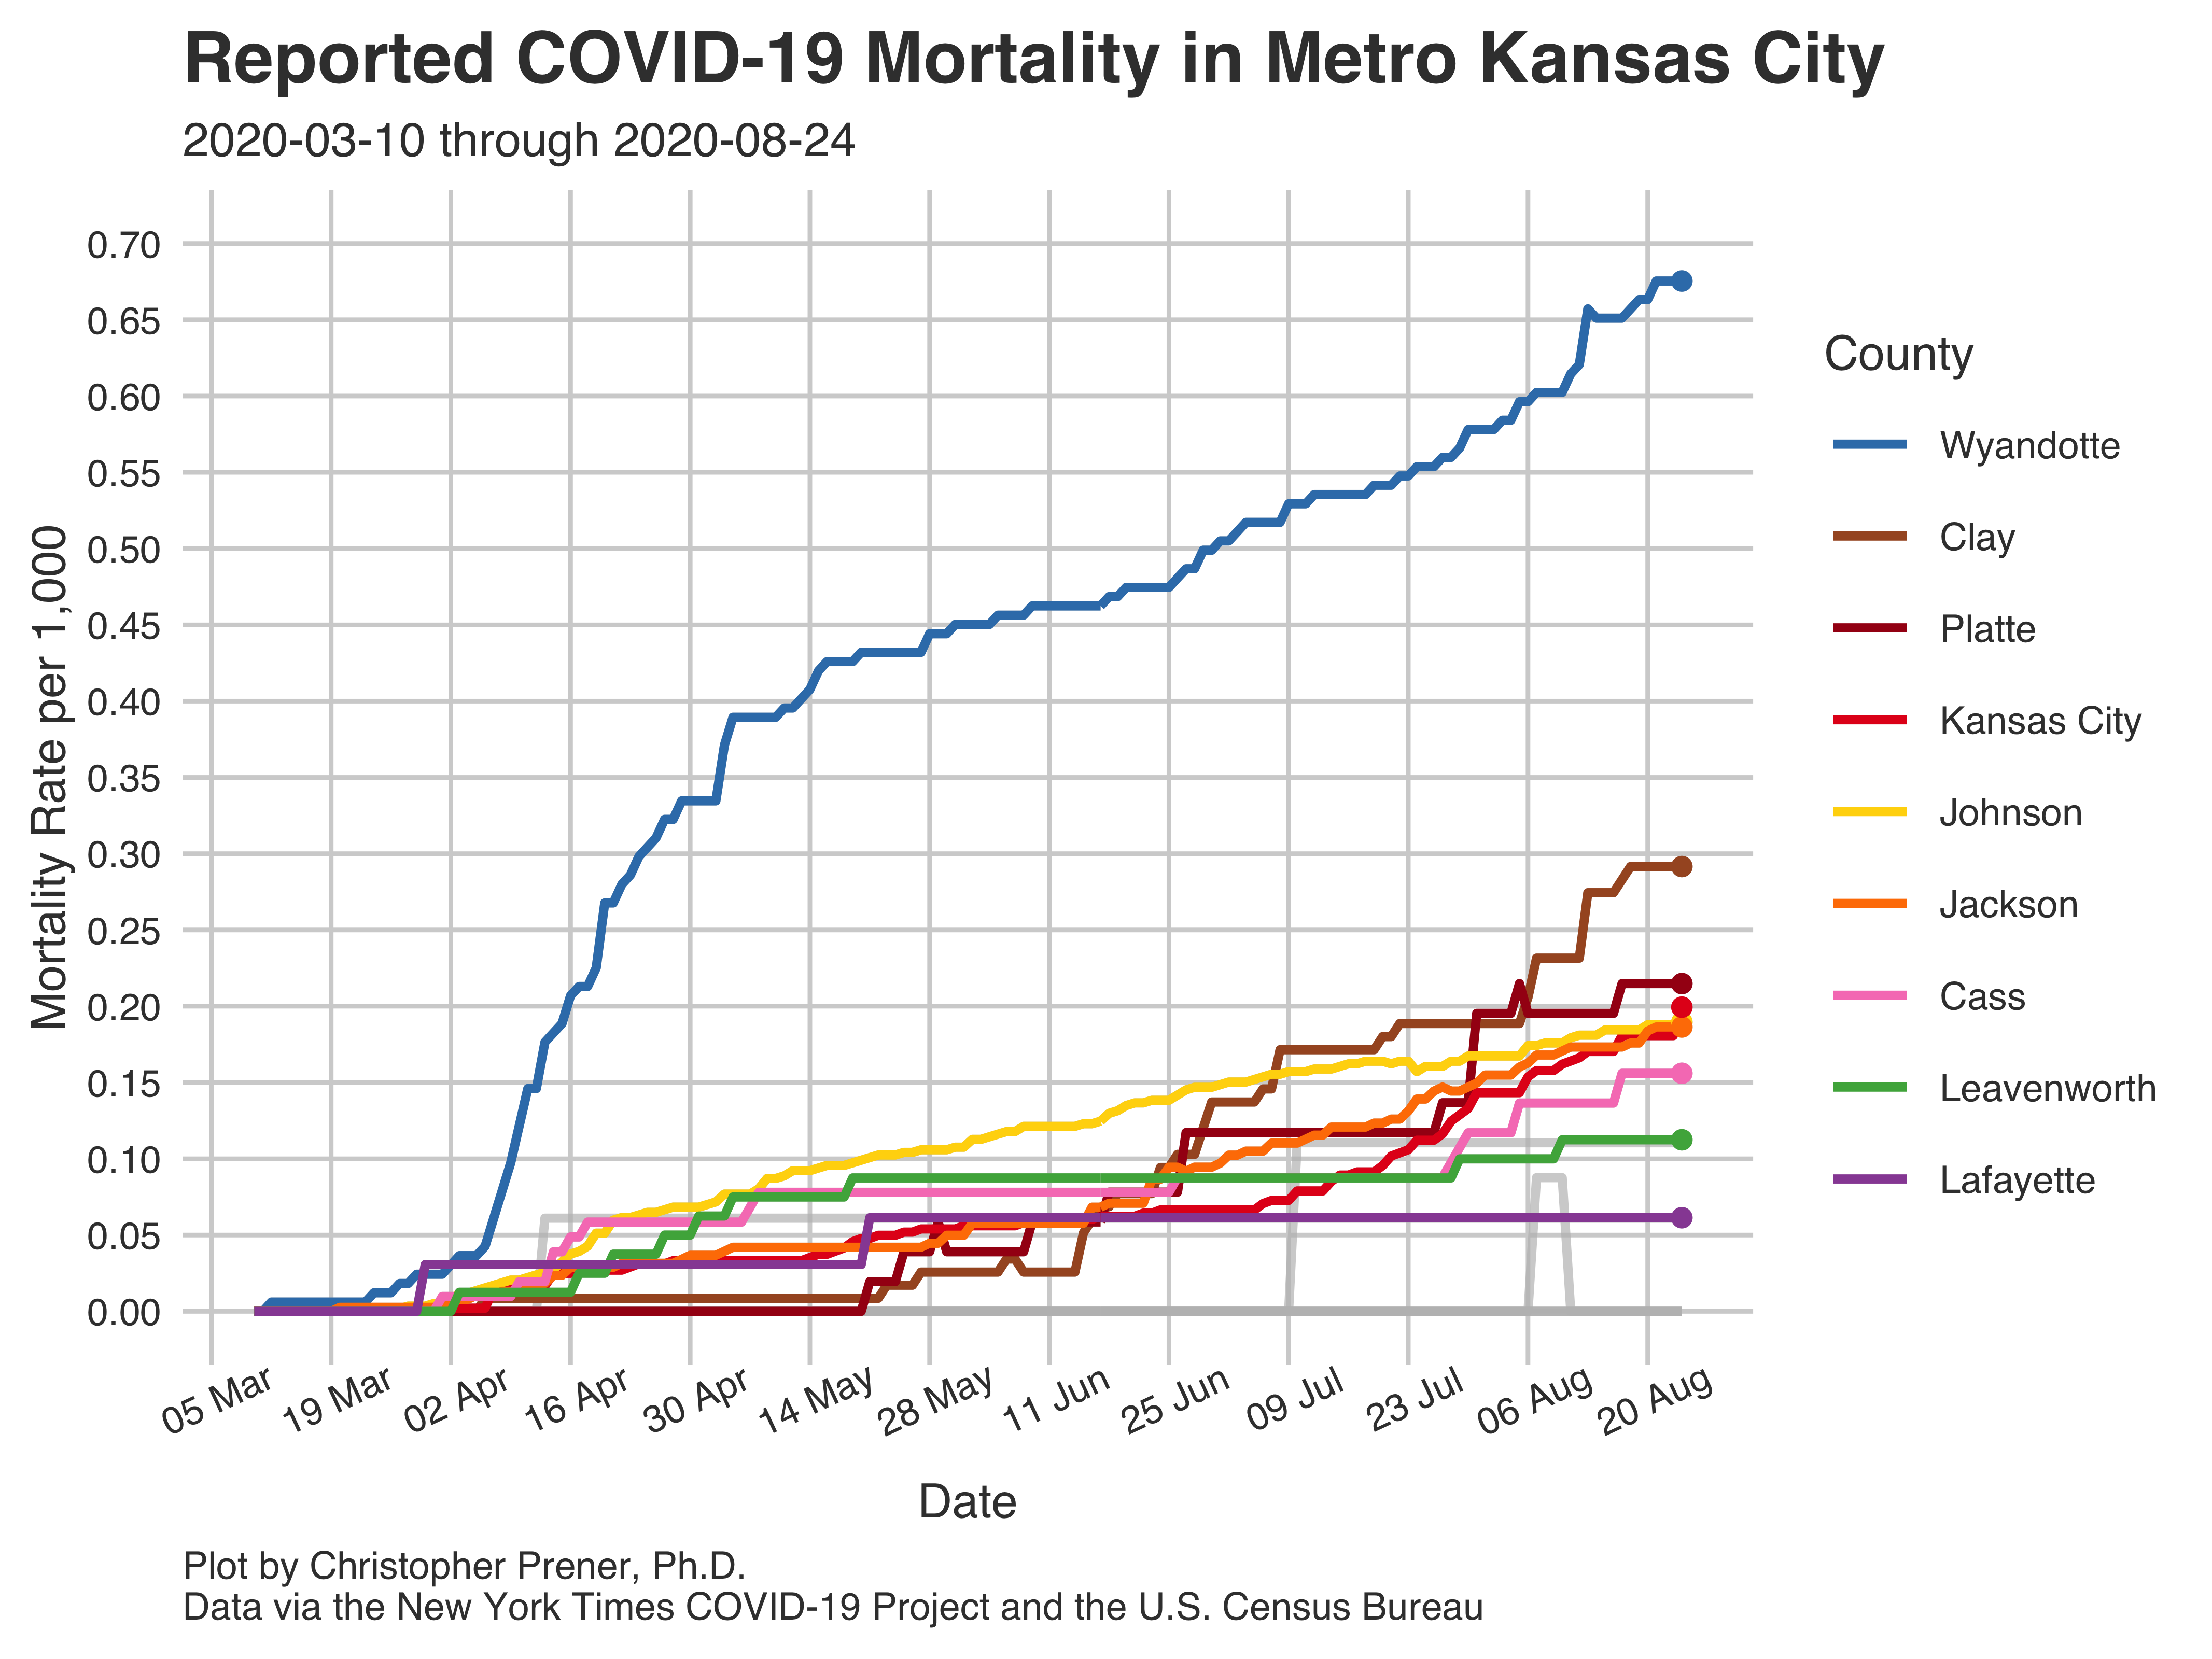 Reported COVID-19 Mortality in Metro Kansas City
2020-03-10 through 2020-08-24
Mortality Rate per 1,000
0.70
0.65
0.60
0.55
0.50
0.45
0.40
0.35
0.30
0.25
0.20
0.15
0.10
0.05
0.00
05 Mar
19 Mar
02 Apr
16 Apr
30 Apr
14 May
28 May
11 Jun
25 Jun
09 Jul
23 Jul
06 Aug
20 Aug
Date
County
Wyandotte
Clay
Platte
Kansas City
Johnson
Jackson
Cass
Leavenworth
Lafayette
Plot by Christopher Prener, Ph.D.
Data via the New York Times COVID-19 Project and the U.S. Census Bureau